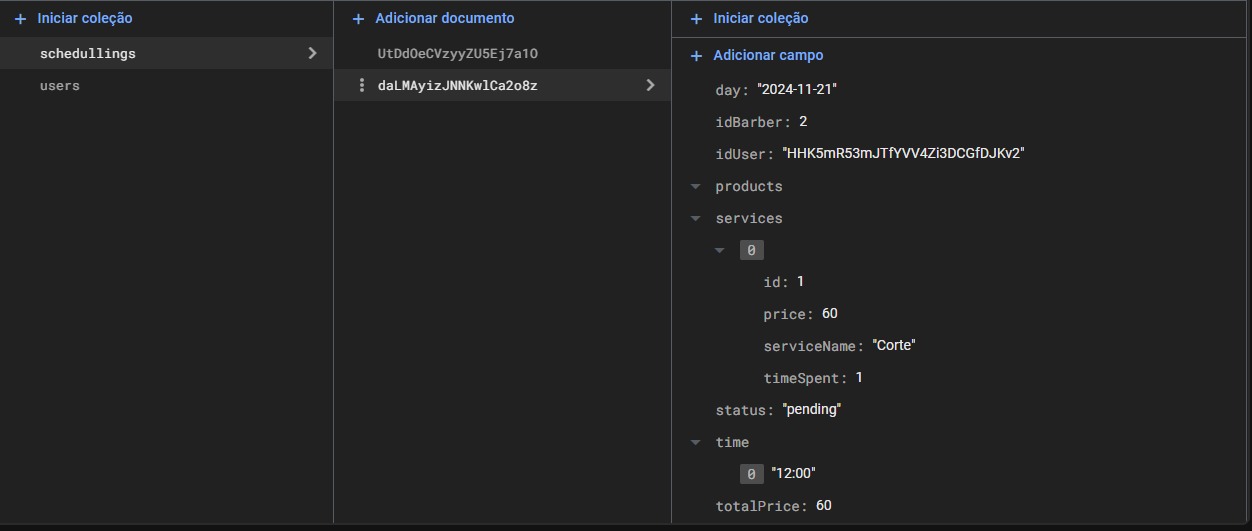 + Iniciar coleção
schedullings
users
+ Adicionar documento
UtDdOeCVzyyZU5Ej7a1O
daLMAyizJNNKwlCa2o8z
+ Iniciar coleção
+ Adicionar campo
day: "2024-11-21"
idBarber: 2
idUser: "HHK5mR53mJTfYVV4Zi3DCGfDJKv2"
products
services
0
id: 1
price: 60
serviceName: "Corte"
timeSpent: 1
status: "pending"
time
0 "12:00"
totalPrice: 60